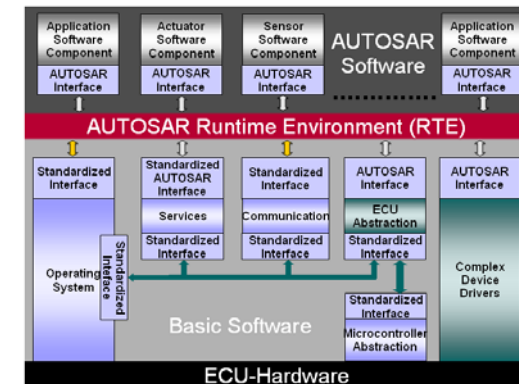 Application
Software
Component
AUTOSAR
Interface
Actuator
Software
Component
AUTOSAR
Interface
Sensor
Software
Component
AUTOSAR
Interface
AUTOSAR
Software
..............
Application
Software
Component
AUTOSAR
Interface
AUTOSAR Runtime Environment (RTE)
Standardized
Interface
Standardized
AUTOSAR
Interface
Standardized
Interface
AUTOSAR
Interface
AUTOSAR
Interface
Services
Communication
ECU
Abstraction
Standardized
Interface
Standardized
Interface
Standardized
Interface
Operating
System
Standardized
Interface
Complex
Device
Drivers
Basic Software
Standardized
Interface
Microcontroller
Abstraction
ECU-Hardware